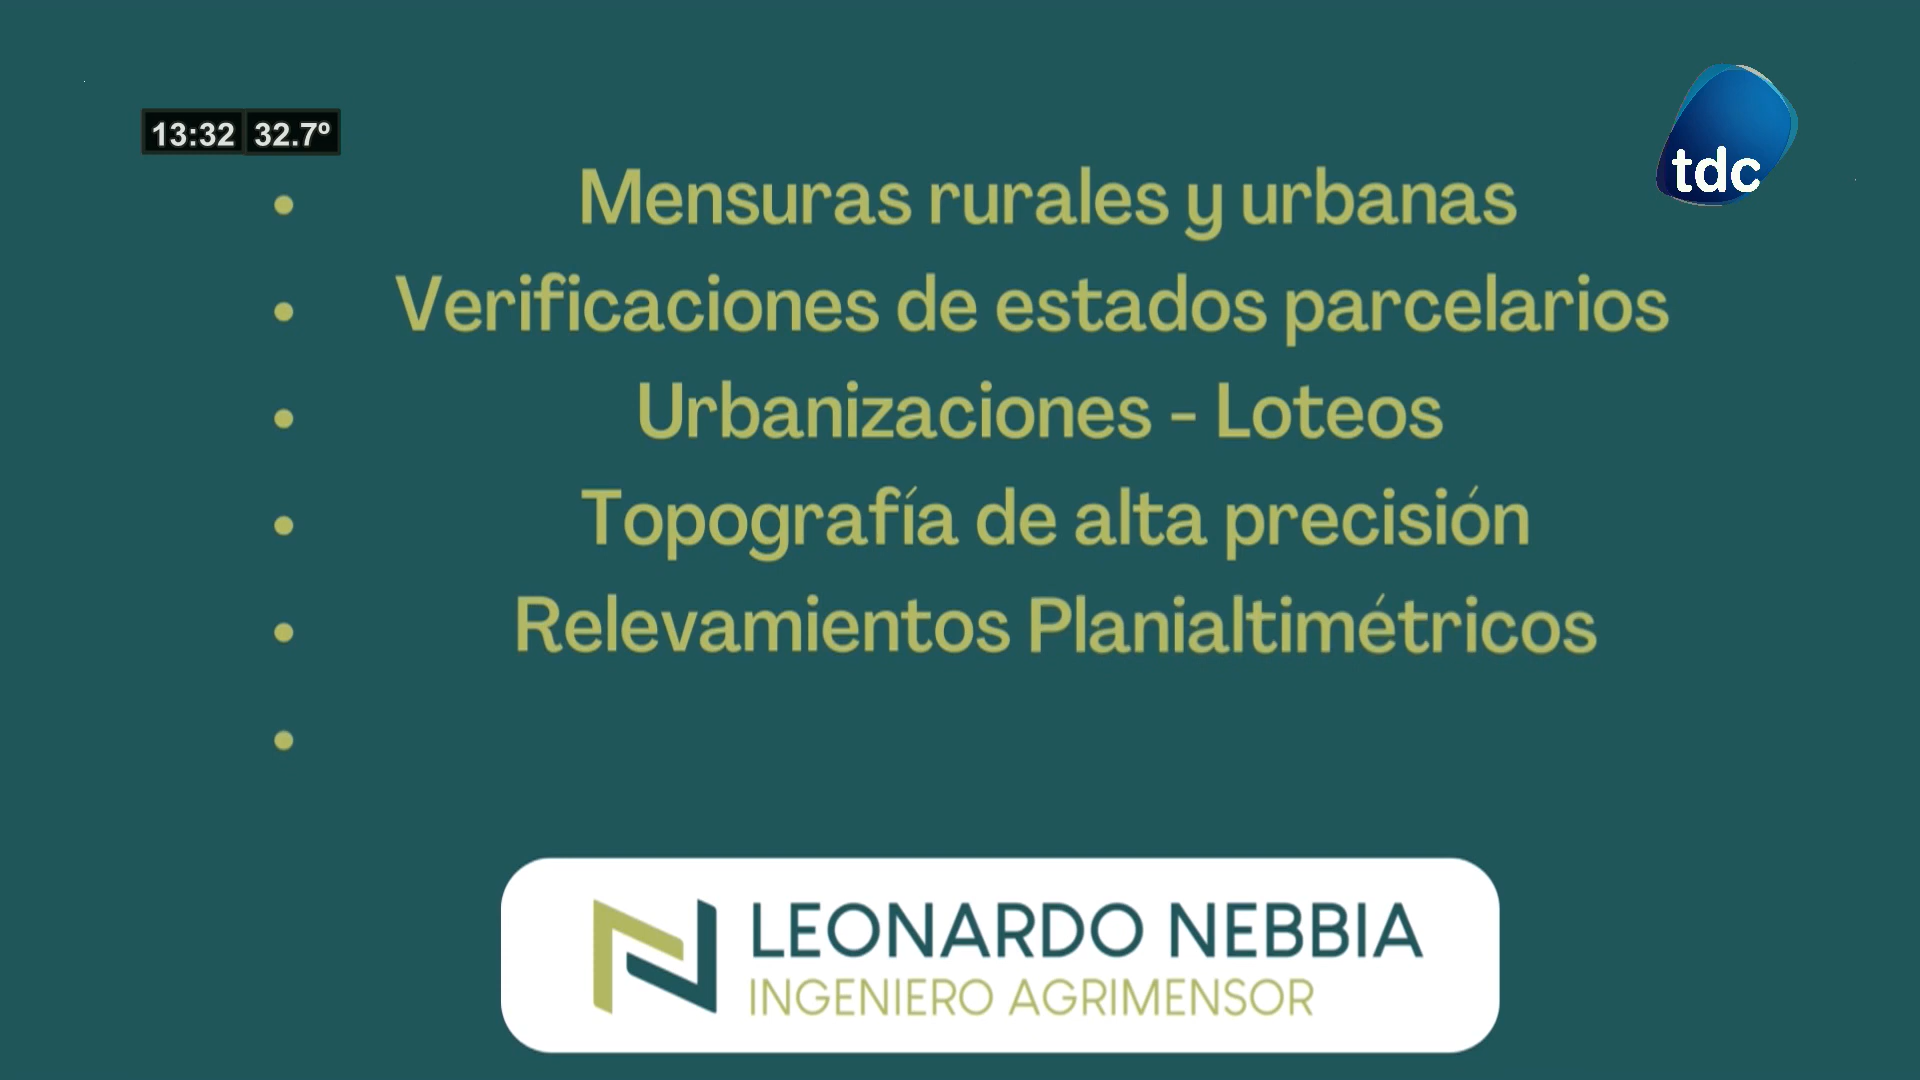 13:32 32.7º
tdc
• Mensuras rurales y urbanas
• Verificaciones de estados parcelarios
• Urbanizaciones - Loteos
• Topografía de alta precisión
• Relevamientos Planialtimétricos
•
LEONARDO NEBBIA
INGENIERO AGRIMENSOR